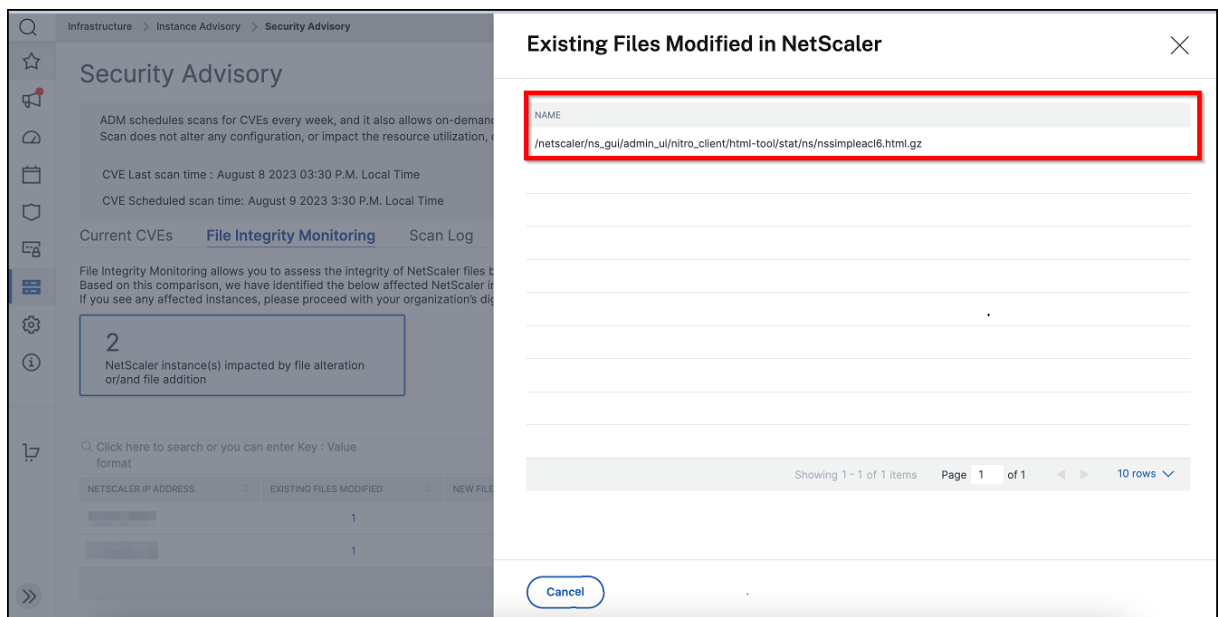 Infrastructure > Instance Advisory > Security Advisory
Security Advisory
ADM schedules scans for CVEs every week, and it also allows on-deman
Scan does not alter any configuration, or impact the resource utilization,
CVE Last scan time : August 8 2023 03:30 P.M. Local Time
CVE Scheduled scan time: August 9 2023 3:30 P.M. Local Time
Current CVEs File Integrity Monitoring Scan Log
File Integrity Monitoring allows you to assess the integrity of NetScaler files
Based on this comparison, we have identified the below affected NetScaler
If you see any affected instances, please proceed with your organization's
2
NetScaler instance(s) impacted by file alteration
or/and file addition
Click here to search or you can enter Key : Value
format
NETSCALER IP ADDRESS EXISTING FILES MODIFIED NEW FILE
1
1
Existing Files Modified in NetScaler
NAME
/netscaler/ns_gui/admin_ui/nitro_client/html-tool/stat/ns/nssimpleacl6.html.gz
Showing 1 - 1 of 1 items Page 1 of 1 10 rows
Cancel